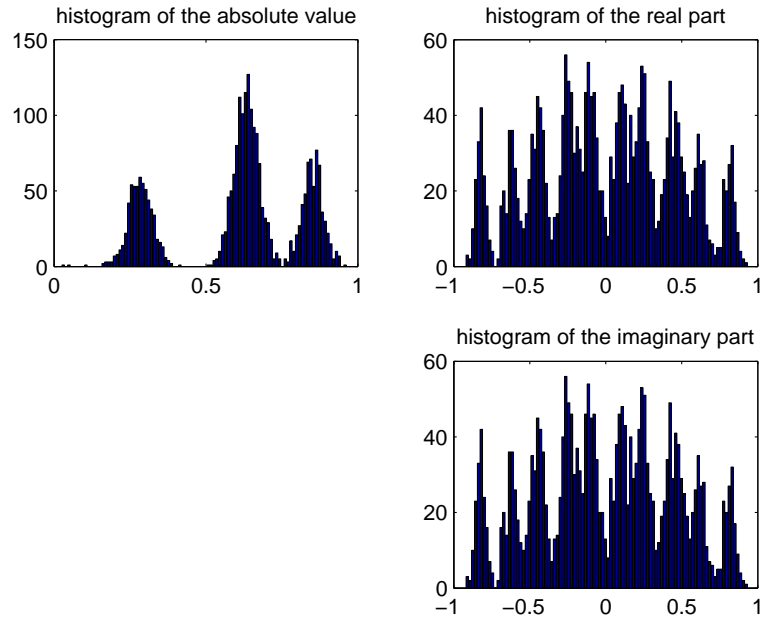 histogram of the absolute value
150
100
50
0
0 0.5 1
histogram of the real part
60
40
20
0
−1 −0.5 0 0.5 1
histogram of the imaginary part
60
40
20
0
−1 −0.5 0 0.5 1